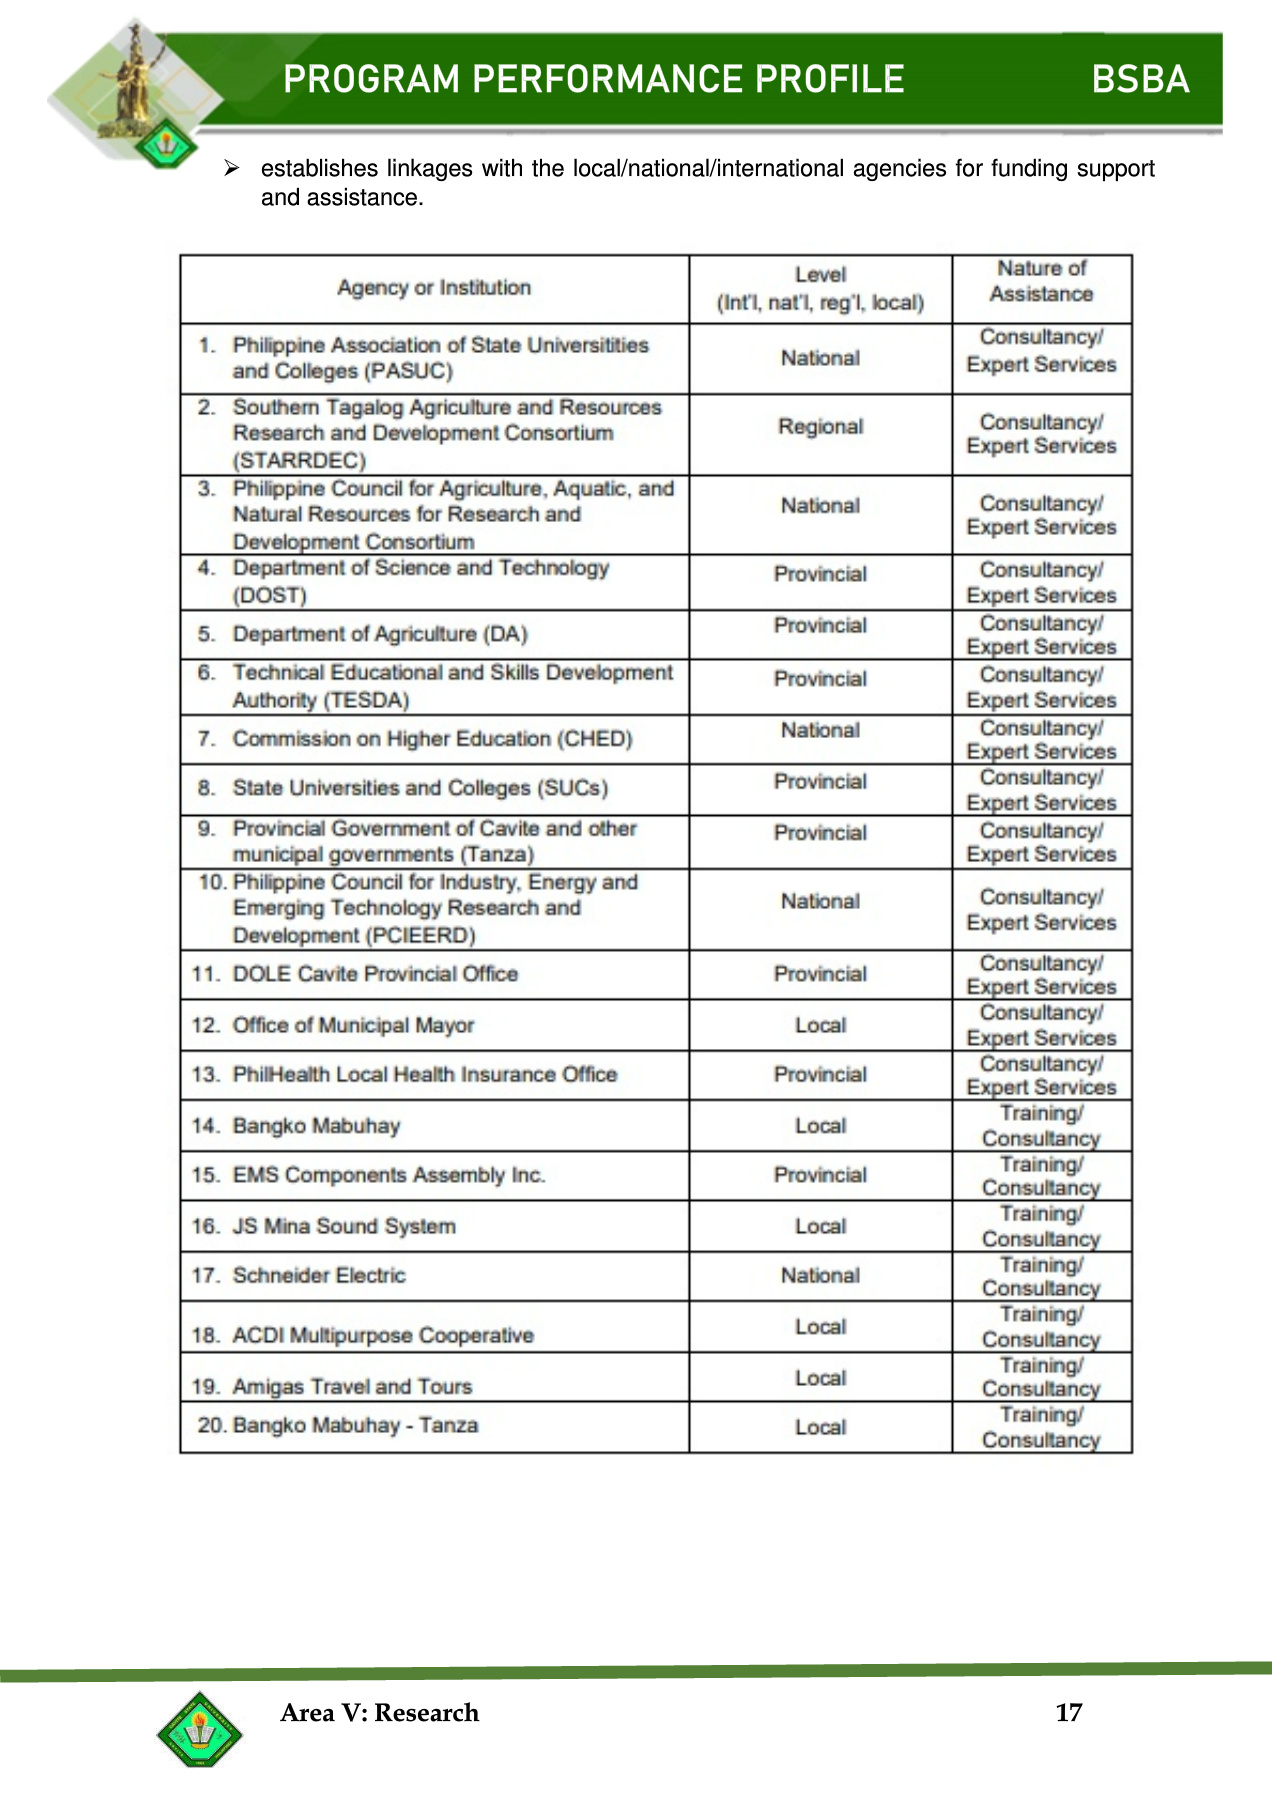 PROGRAM PERFORMANCE PROFILE BSBA
➢ establishes linkages with the local/national/international agencies for funding support
and assistance.
Agency or Institution
Level
(Int'l, nat'l, reg'l, local)
Nature of
Assistance
1. Philippine Association of State Universitities
and Colleges (PASUC)
National
Consultancy/
Expert Services
2. Southern Tagalog Agriculture and Resources
Research and Development Consortium
(STARRDEC)
Regional
Consultancy/
Expert Services
3. Philippine Council for Agriculture, Aquatic, and
Natural Resources for Research and
Development Consortium
National
Consultancy/
Expert Services
4. Department of Science and Technology
(DOST)
Provincial
Consultancy/
Expert Services
5. Department of Agriculture (DA)
Provincial
Consultancy/
Expert Services
6. Technical Educational and Skills Development
Authority (TESDA)
Provincial
Consultancy/
Expert Services
7. Commission on Higher Education (CHED)
National
Consultancy/
Expert Services
8. State Universities and Colleges (SUCs)
Provincial
Consultancy/
Expert Services
9. Provincial Government of Cavite and other
municipal governments (Tanza)
Provincial
Consultancy/
Expert Services
10. Philippine Council for Industry, Energy and
Emerging Technology Research and
Development (PCIEERD)
National
Consultancy/
Expert Services
11. DOLE Cavite Provincial Office
Provincial
Consultancy/
Expert Services
12. Office of Municipal Mayor
Local
Consultancy/
Expert Services
13. PhilHealth Local Health Insurance Office
Provincial
Consultancy/
Expert Services
14. Bangko Mabuhay
Local
Training/
Consultancy
15. EMS Components Assembly Inc.
Provincial
Training/
Consultancy
16. JS Mina Sound System
Local
Training/
Consultancy
17. Schneider Electric
National
Training/
Consultancy
18. ACDI Multipurpose Cooperative
Local
Training/
Consultancy
19. Amigas Travel and Tours
Local
Training/
Consultancy
20. Bangko Mabuhay - Tanza
Local
Training/
Consultancy
Area V: Research 17